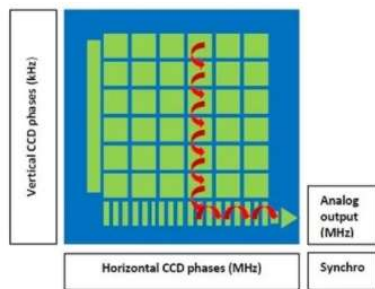 Vertical CCD phases (kHz)
Analog
output
(MHz)
Horizontal CCD phases (MHz)
Synchro